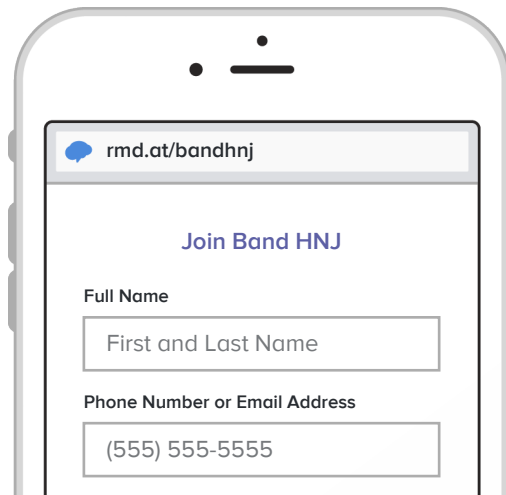 rmd.at/bandhnj
Join Band HNJ
Full Name
First and Last Name
Phone Number or Email Address
(555) 555-5555